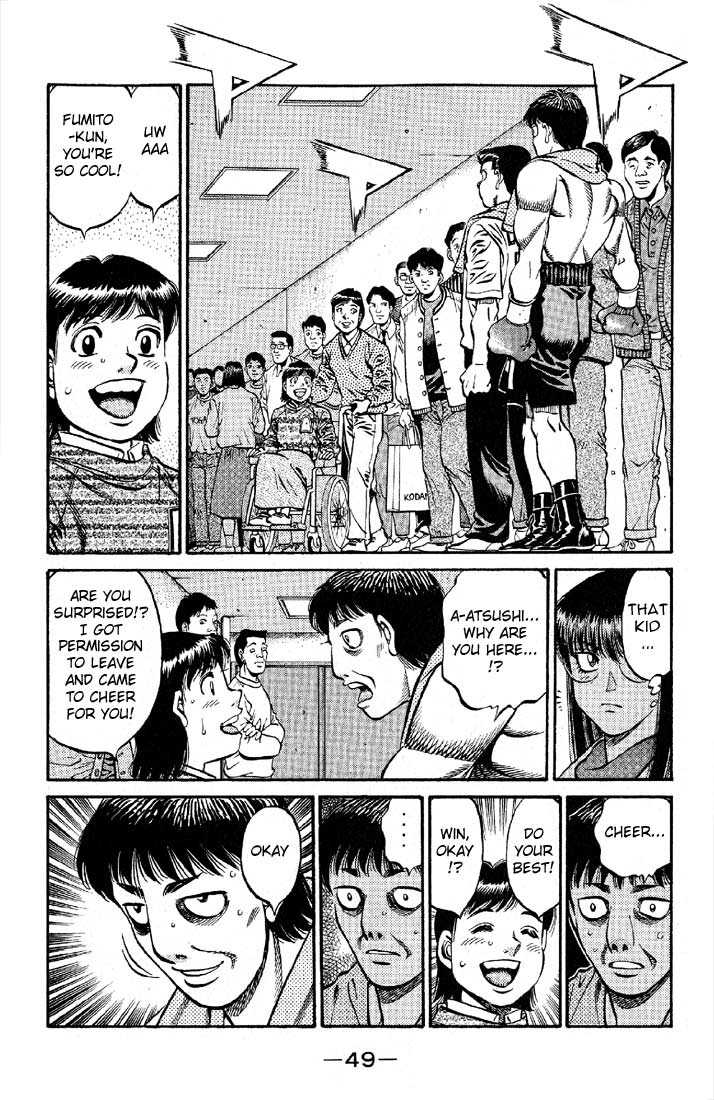 KODAN
UW
AAA
FUMITO
-KUN,
YOU'RE
SO COOL!
THAT
KID
...
A-ATSUSHI...
WHY ARE
YOU HERE...
!?
ARE YOU
SURPRISED!?
I GOT
PERMISSION
TO LEAVE
AND CAME
TO CHEER
FOR YOU!
CHEER...
DO
YOUR
BEST!
WIN,
OKAY
!?
....
OKAY
—49—